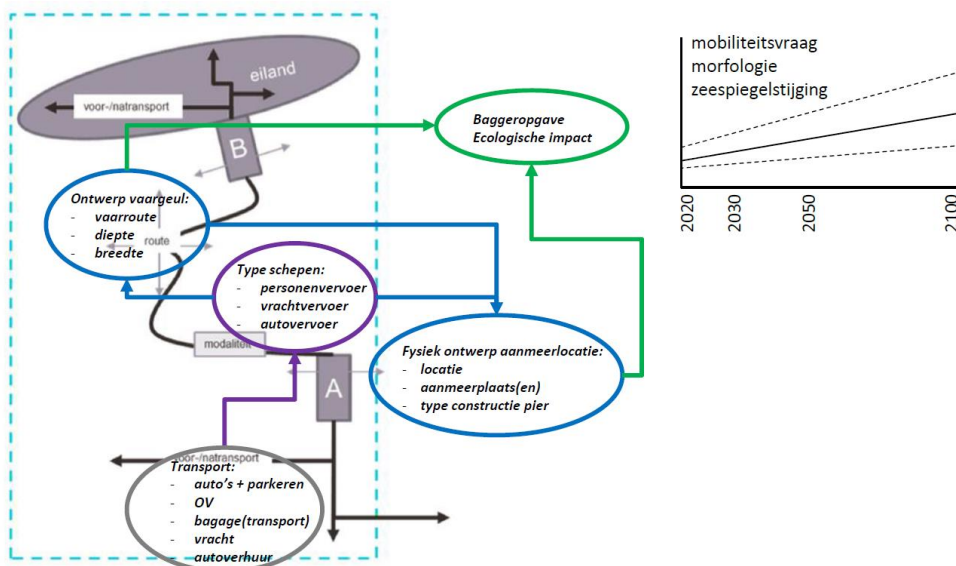 eiland
voor-/natransport
B
Ontwerp vaargeul:
- vaarroute
- diepte
- breedte
route
Baggeropgave
Ecologische impact
mobiliteitsvraag
morfologie
zeespiegelstijging
2020
2030
2050
2100
Type schepen:
- personenvervoer
- vrachtvervoer
- autovervoer
modaliteit
A
Fysiek ontwerp aanmeerlocatie:
- locatie
- aanmeerplaats(en)
- type constructie pier
voor-/natransport
Transport:
- auto's + parkeren
- OV
- bagage(transport)
- vracht
- autoverhuur